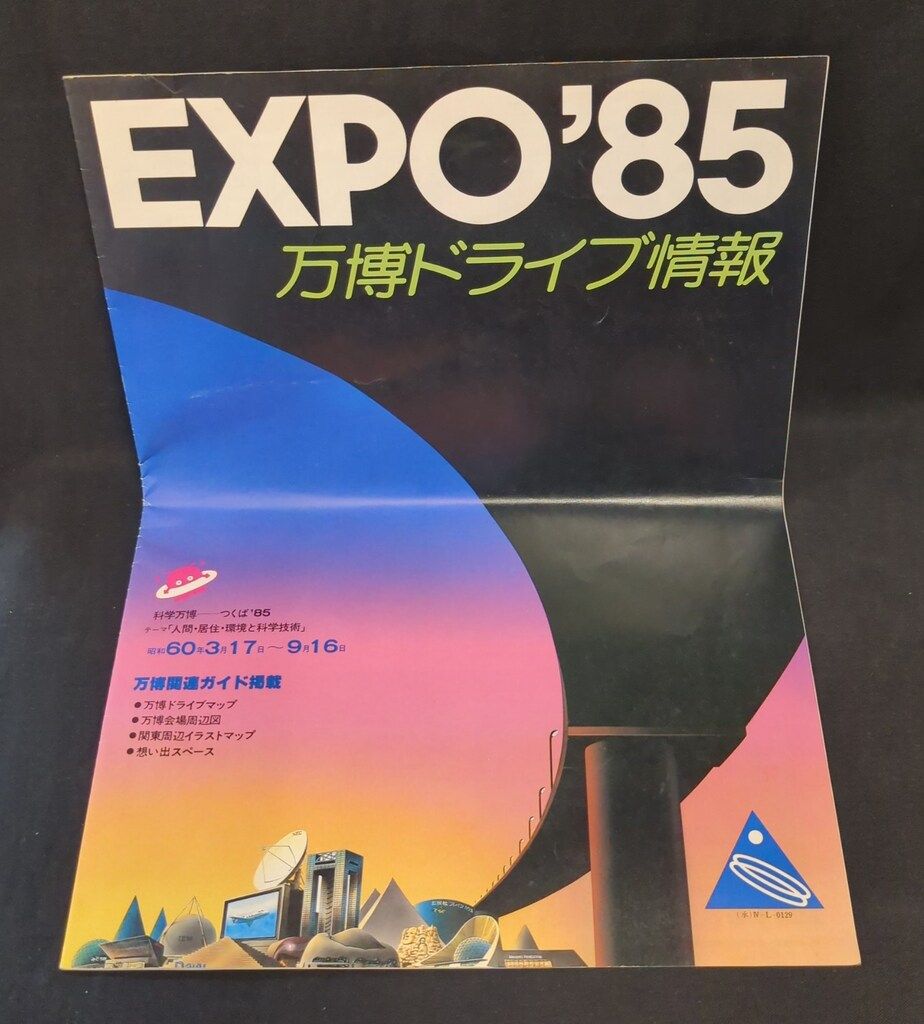 EXPO'85
万博ドライブ情報
科学万博──つくば'85
テーマ「人間・居住・環境と科学技術」
昭和60年3月17日〜9月16日
万博関連ガイド掲載
●万博ドライブマップ
●万博会場周辺図
●関東周辺イラストマップ
●想い出スペース
(永)N-L-0129